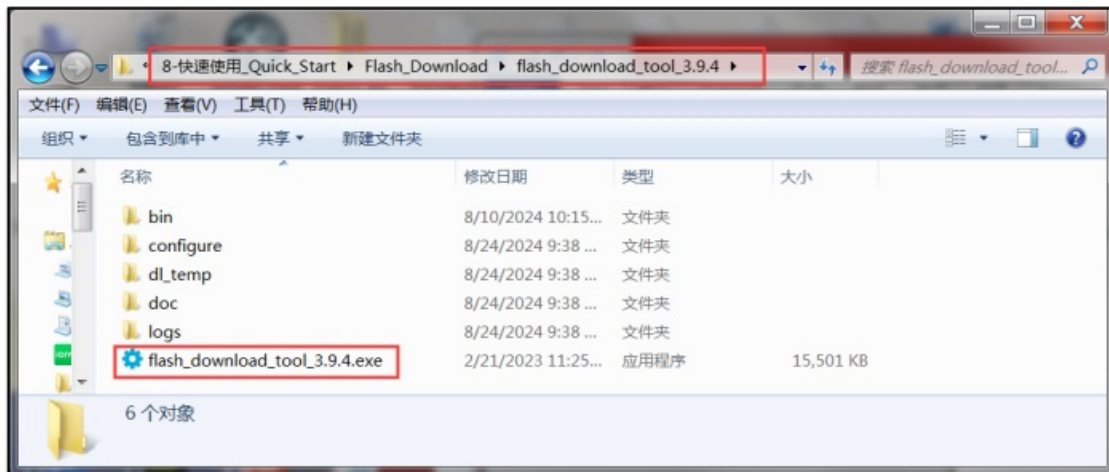 8-快速使用_Quick_Start ▸ Flash_Download ▸ flash_download_tool_3.9.4 ▸
搜索 flash_download_tool...
文件(F) 编辑(E) 查看(V) 工具(T) 帮助(H)
组织 包含到库中 共享 新建文件夹
名称 修改日期 类型 大小
bin 8/10/2024 10:15... 文件夹
configure 8/24/2024 9:38 ... 文件夹
dl_temp 8/24/2024 9:38 ... 文件夹
doc 8/24/2024 9:38 ... 文件夹
logs 8/24/2024 9:38 ... 文件夹
flash_download_tool_3.9.4.exe 2/21/2023 11:25... 应用程序 15,501 KB
6 个对象